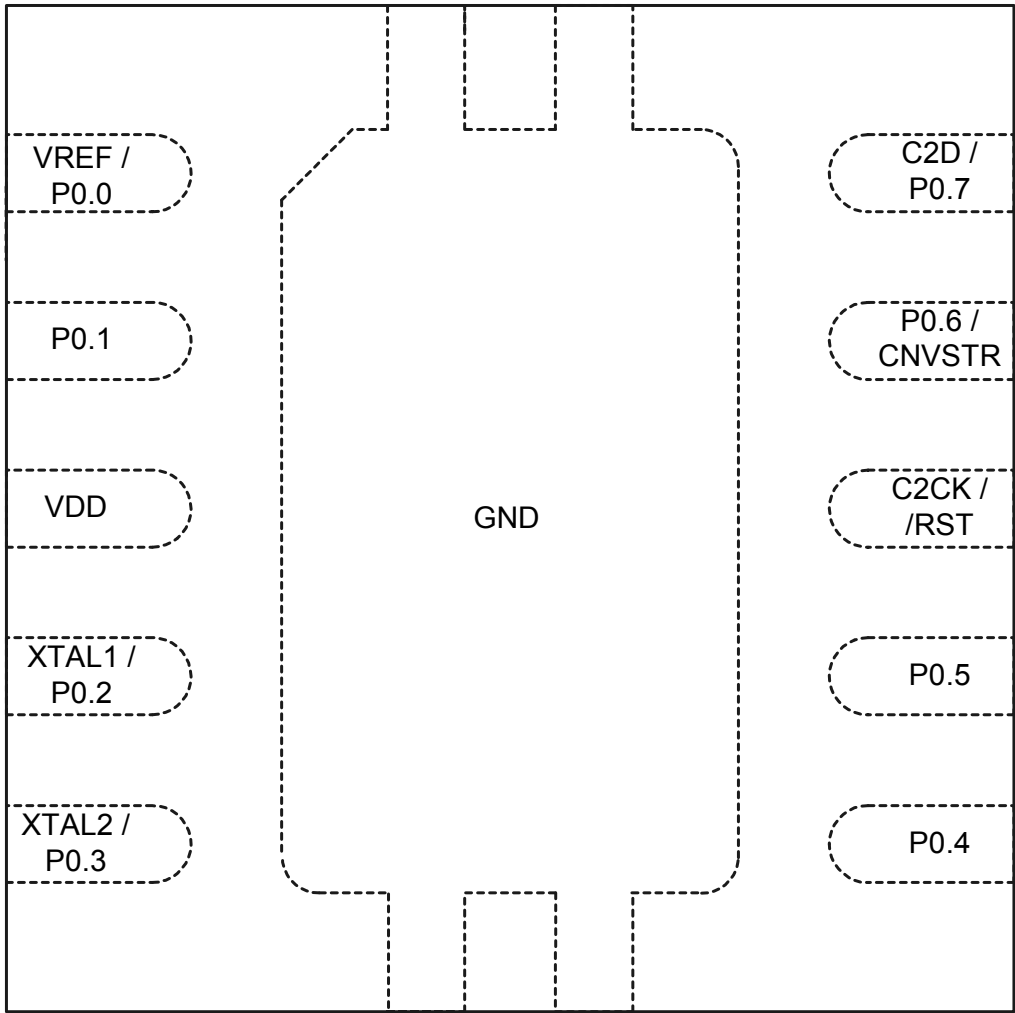 VREF /
P0.0
P0.1
VDD
XTAL1 /
P0.2
XTAL2 /
P0.3
GND
C2D /
P0.7
P0.6 /
CNVSTR
C2CK /
/RST
P0.5
P0.4